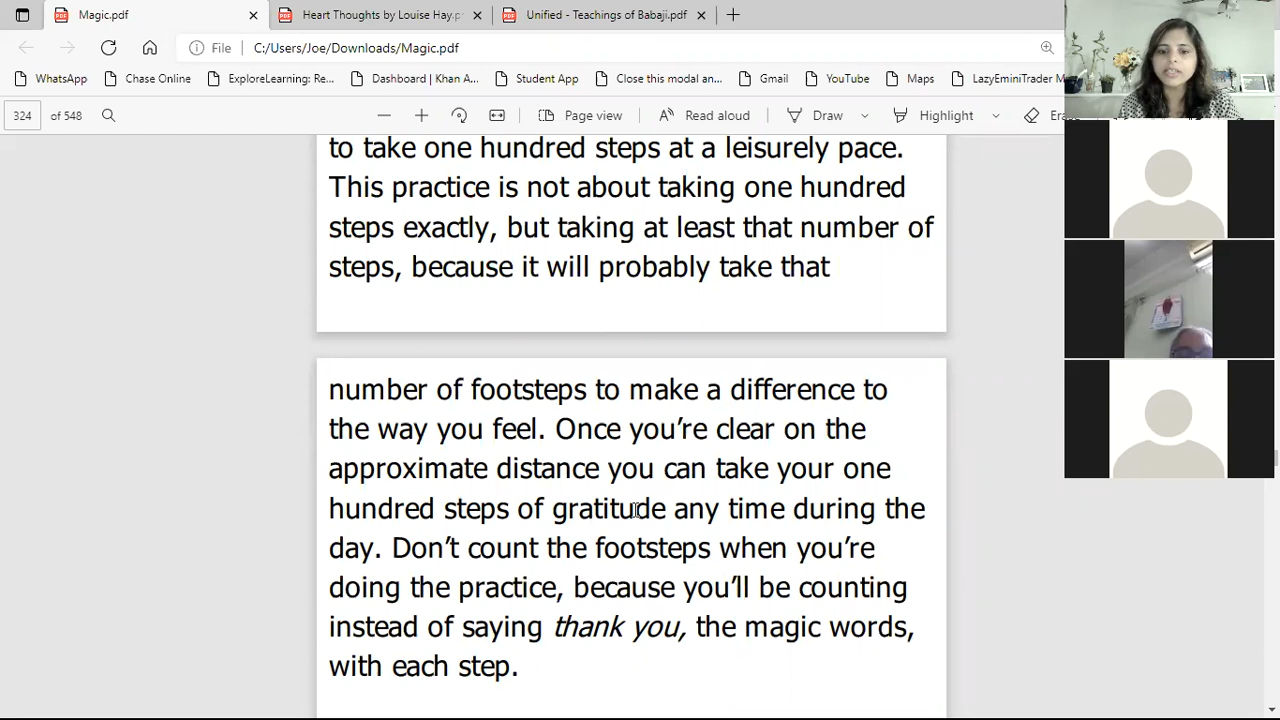 Magic.pdf
Heart Thoughts by Louise Hay.p
Unified - Teachings of Babaji.pdf
File
C:/Users/Joe/Downloads/Magic.pdf
WhatsApp
Chase Online
ExploreLearning: Re...
Dashboard | Khan A...
Student App
Close this modal an...
Gmail
YouTube
Maps
LazyEminiTrader M
324 of 548
Page view
Read aloud
Draw
Highlight
Era
to take one hundred steps at a leisurely pace.
This practice is not about taking one hundred
steps exactly, but taking at least that number of
steps, because it will probably take that
number of footsteps to make a difference to
the way you feel. Once you’re clear on the
approximate distance you can take your one
hundred steps of gratitude any time during the
day. Don’t count the footsteps when you’re
doing the practice, because you’ll be counting
instead of saying thank you, the magic words,
with each step.